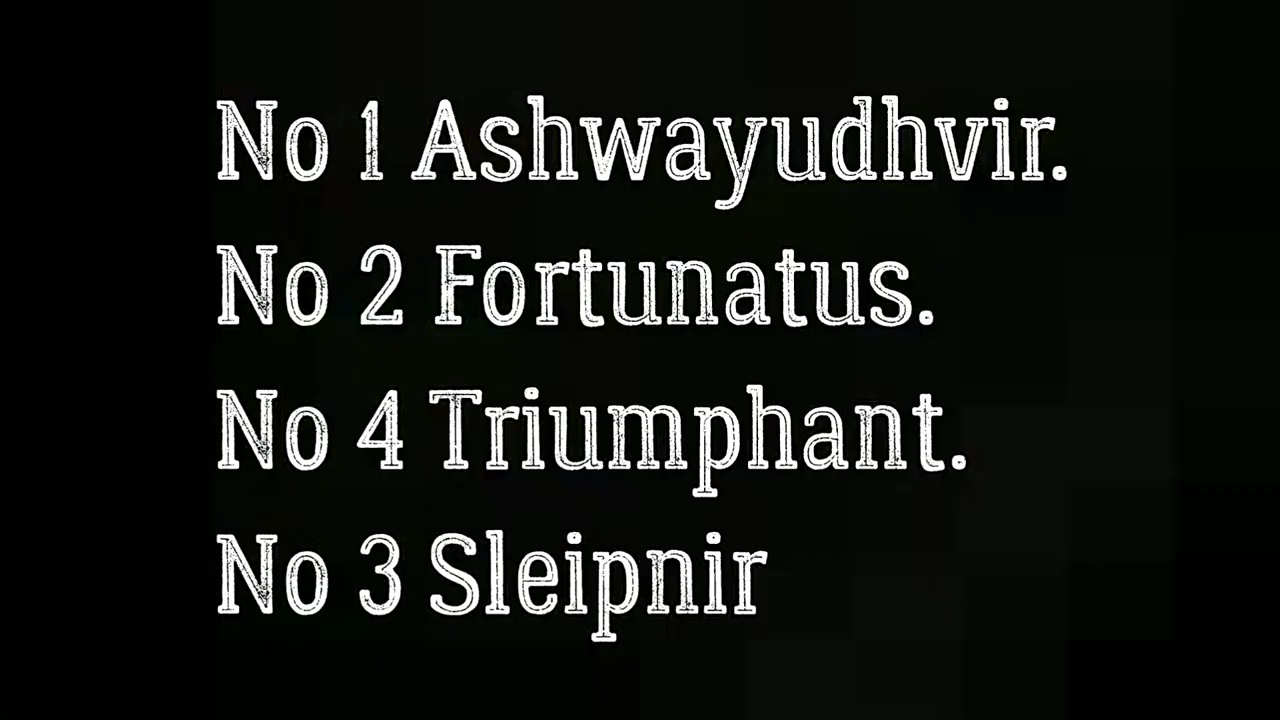 No 1 Ashwayudhvir.
No 2 Fortunatus.
No 4 Triumphant.
No 3 Sleipnir